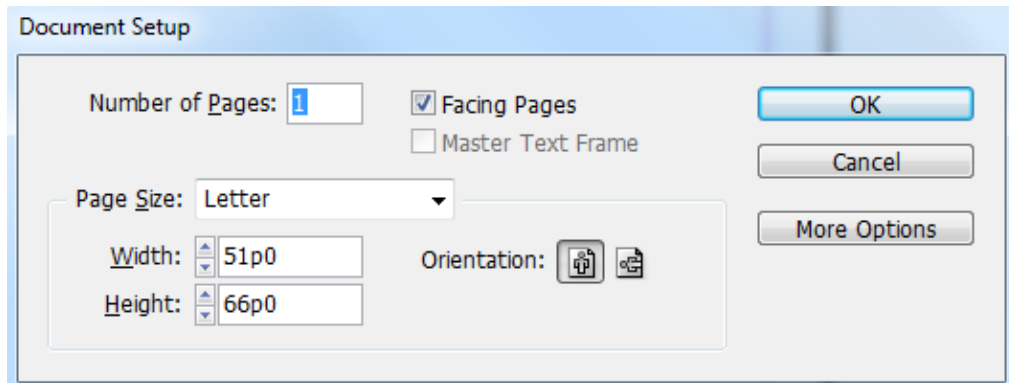 Document Setup
Number of Pages: 1
Facing Pages
OK
Master Text Frame
Cancel
Page Size: Letter
More Options
Width: 51p0
Orientation:
Height: 66p0